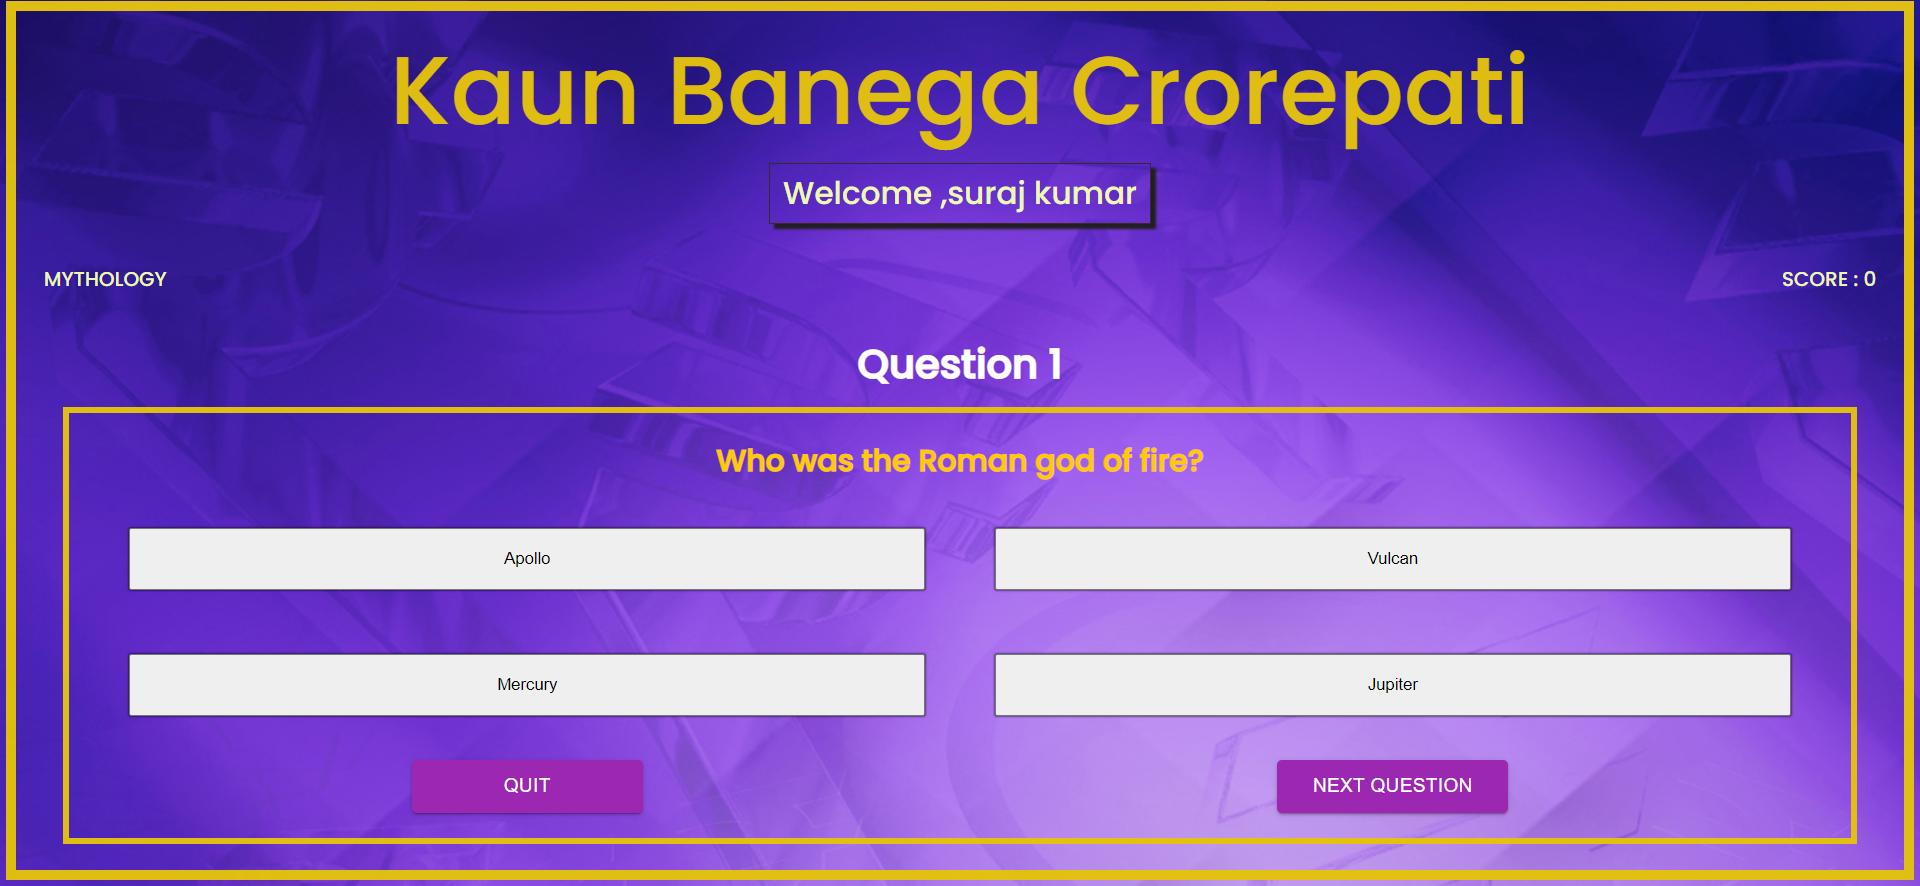 Kaun Banega Crorepati
Welcome ,suraj kumar
MYTHOLOGY
SCORE : 0
Question 1
Who was the Roman god of fire?
Apollo
Vulcan
Mercury
Jupiter
QUIT
NEXT QUESTION